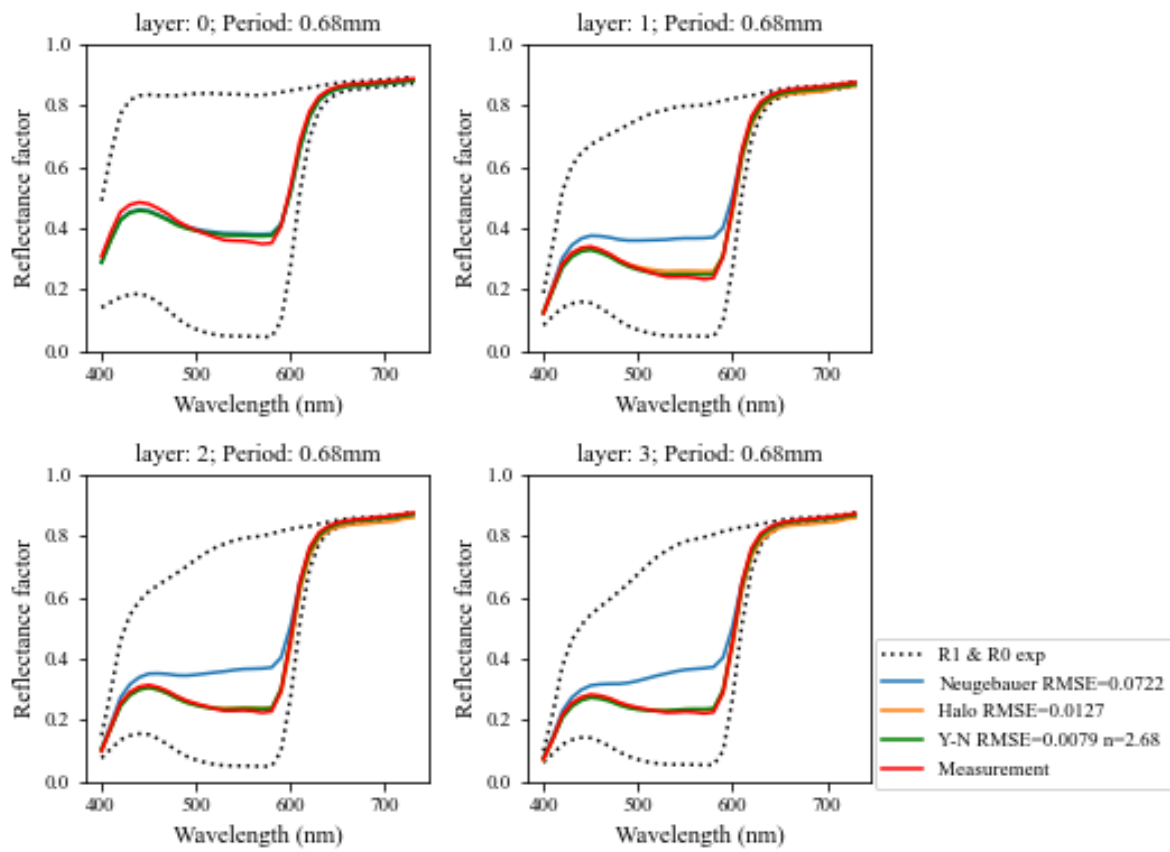 layer: 0; Period: 0.68mm
1.0
0.8
0.6
0.4
0.2
0.0
Reflectance factor
400 500 600 700
Wavelength (nm)
layer: 1; Period: 0.68mm
1.0
0.8
0.6
0.4
0.2
0.0
Reflectance factor
400 500 600 700
Wavelength (nm)
layer: 2; Period: 0.68mm
1.0
0.8
0.6
0.4
0.2
0.0
Reflectance factor
400 500 600 700
Wavelength (nm)
layer: 3; Period: 0.68mm
1.0
0.8
0.6
0.4
0.2
0.0
Reflectance factor
400 500 600 700
Wavelength (nm)
R1 & R0 exp
Neugebauer RMSE=0.0722
Halo RMSE=0.0127
Y-N RMSE=0.0079 n=2.68
Measurement